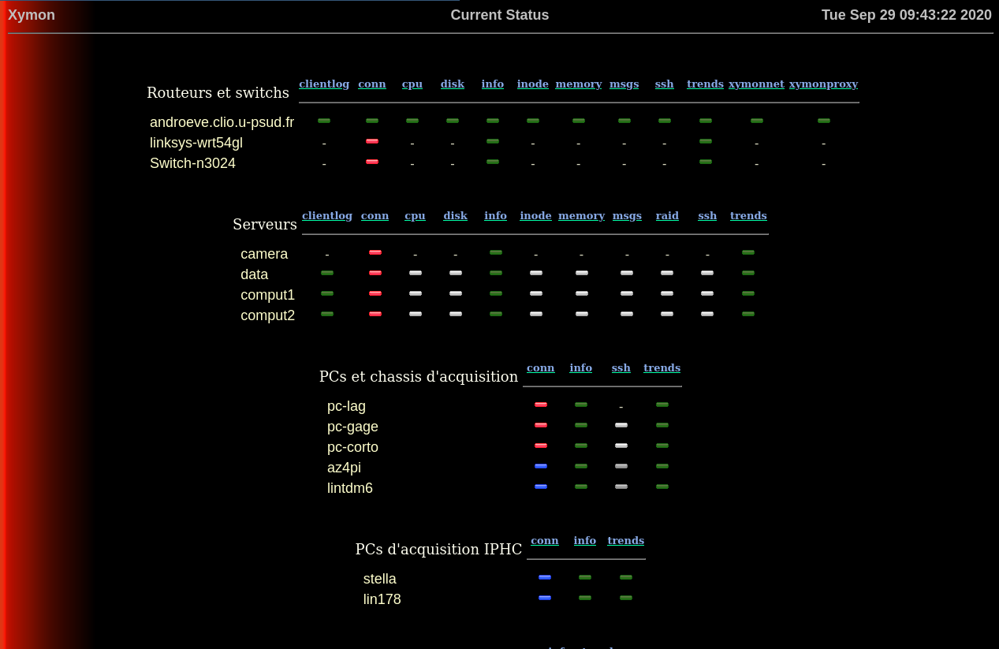 Xymon Current Status Tue Sep 29 09:43:22 2020
Routeurs et switchs clientlog conn cpu disk info inode memory msgs ssh trends xymonnet xymonproxy
androeve.clio.u-psud.fr
linksys-wrt54gl - - - - - - - - -
Switch-n3024 - - - - - - - - -
Serveurs clientlog conn cpu disk info inode memory msgs raid ssh trends
camera - - - - - - - -
data
comput1
comput2
PCs et chassis d'acquisition conn info ssh trends
pc-lag -
pc-gage
pc-corto
az4pi
lintdm6
PCs d'acquisition IPHC conn info trends
stella
lin178